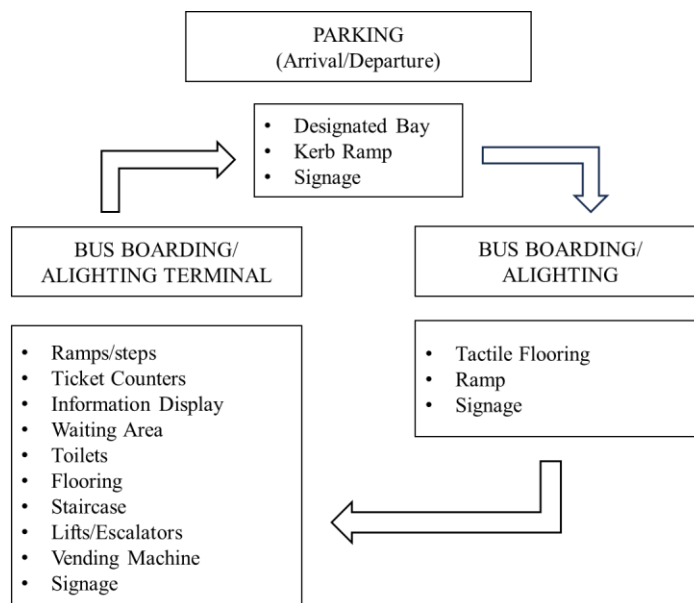 PARKING
(Arrival/Departure)
• Designated Bay
• Kerb Ramp
• Signage
BUS BOARDING/
ALIGHTING TERMINAL
• Ramps/steps
• Ticket Counters
• Information Display
• Waiting Area
• Toilets
• Flooring
• Staircase
• Lifts/Escalators
• Vending Machine
• Signage
BUS BOARDING/
ALIGHTING
• Tactile Flooring
• Ramp
• Signage